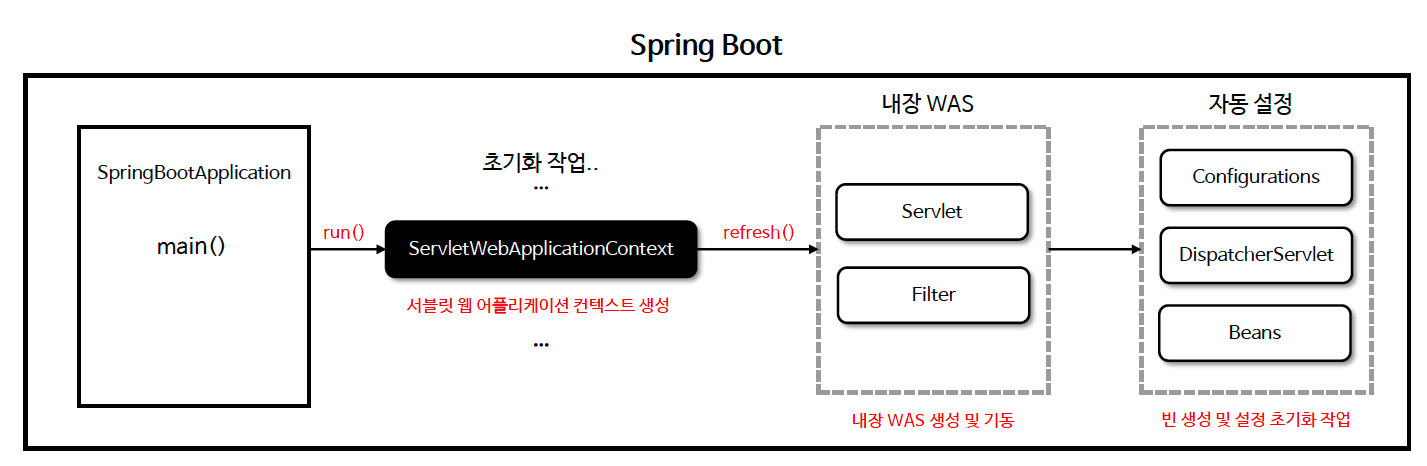 Spring Boot
SpringBootApplication
main()
run()
초기화 작업..
...
ServletWebApplicationContext
서블릿 웹 어플리케이션 컨텍스트 생성
...
refresh()
내장 WAS
Servlet
Filter
내장 WAS 생성 및 기동
자동 설정
Configurations
DispatcherServlet
Beans
빈 생성 및 설정 초기화 작업